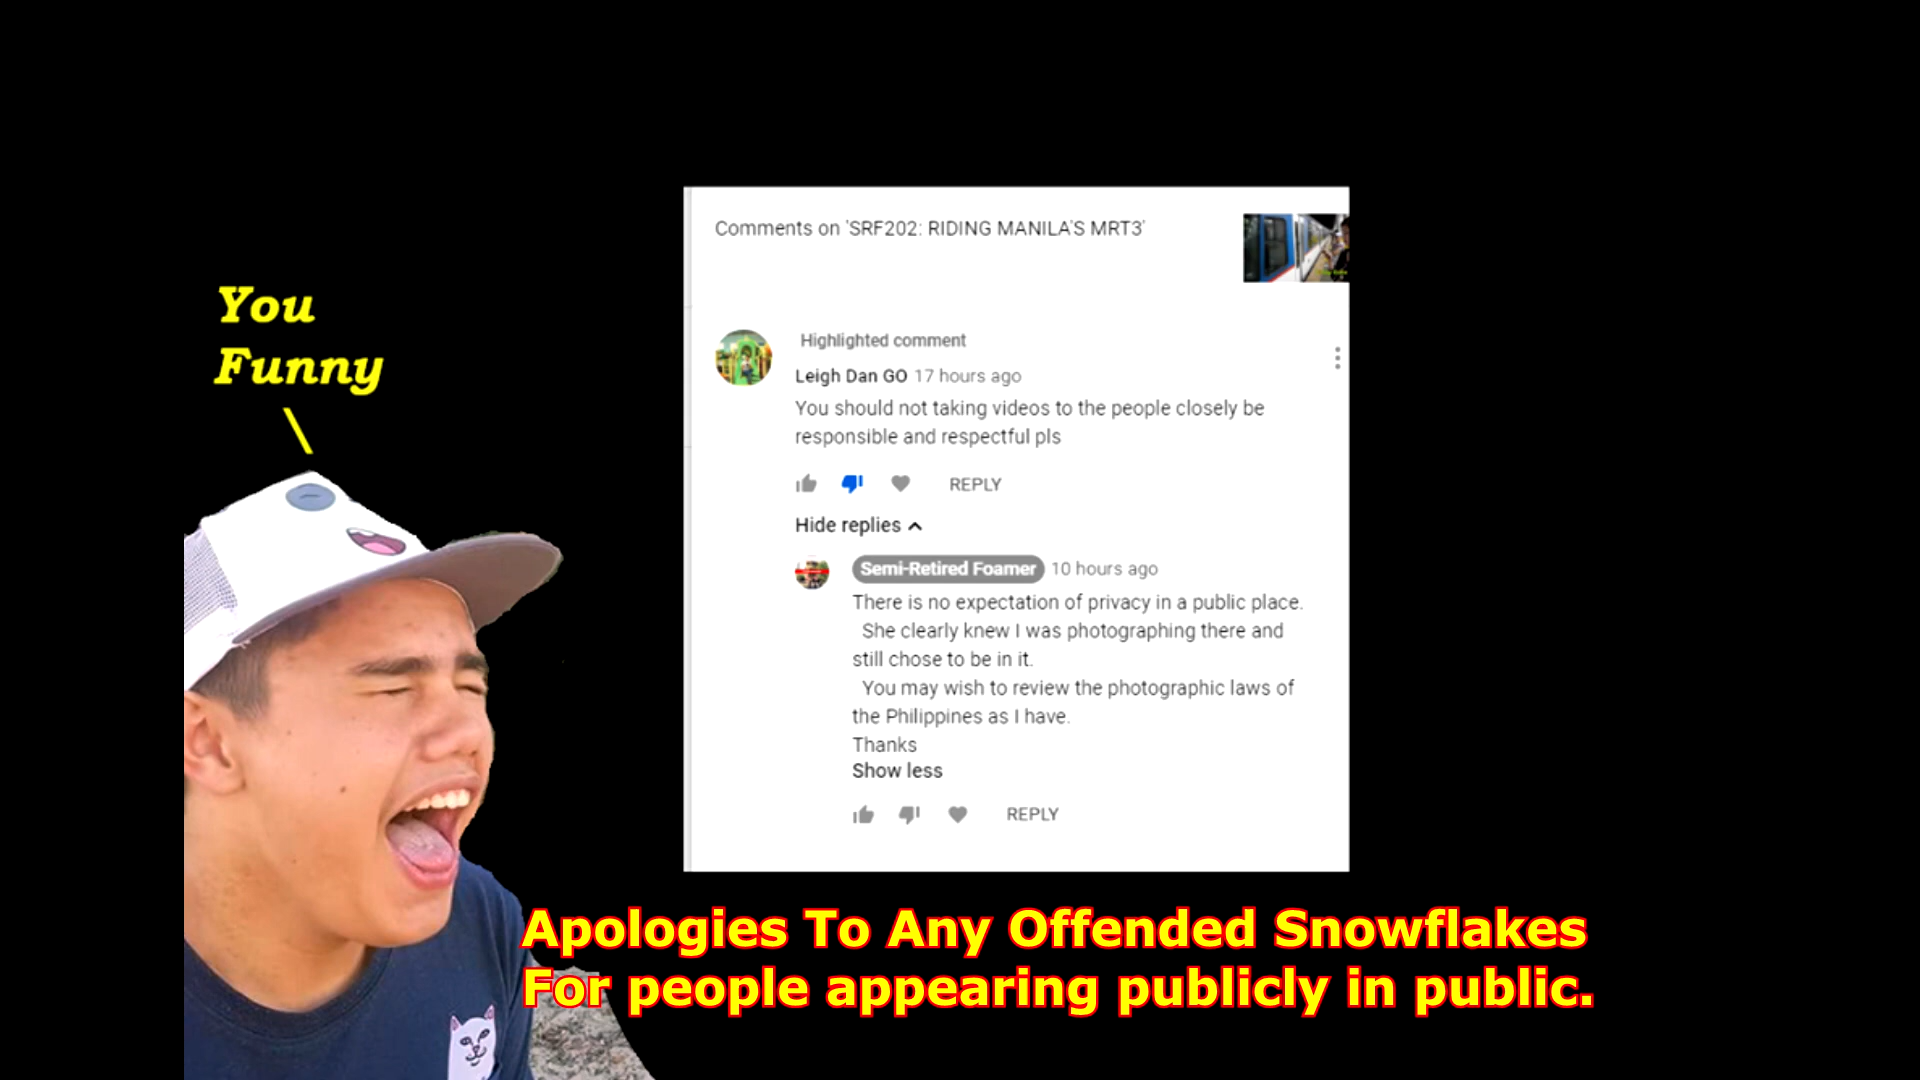 You
Funny
Comments on 'SRF202: RIDING MANILA'S MRT3'
Highlighted comment
Leigh Dan GO 17 hours ago
You should not taking videos to the people closely be
responsible and respectful pls
REPLY
Hide replies
Semi-Retired Foamer 10 hours ago
There is no expectation of privacy in a public place.
She clearly knew I was photographing there and
still chose to be in it.
You may wish to review the photographic laws of
the Philippines as I have.
Thanks
Show less
REPLY
Apologies To Any Offended Snowflakes
For people appearing publicly in public.